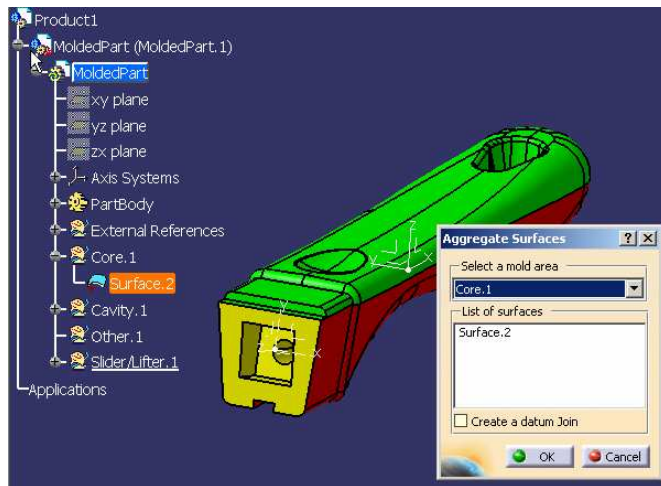 Product1
MoldedPart (MoldedPart.1)
MoldedPart
xy plane
yz plane
zx plane
Axis Systems
PartBody
External References
Core.1
Surface.2
Cavity.1
Other.1
Slider/Lifter.1
Applications
z
y
x
y
z
x
Aggregate Surfaces
Select a mold area
Core.1
List of surfaces
Surface.2
Create a datum Join
OK Cancel